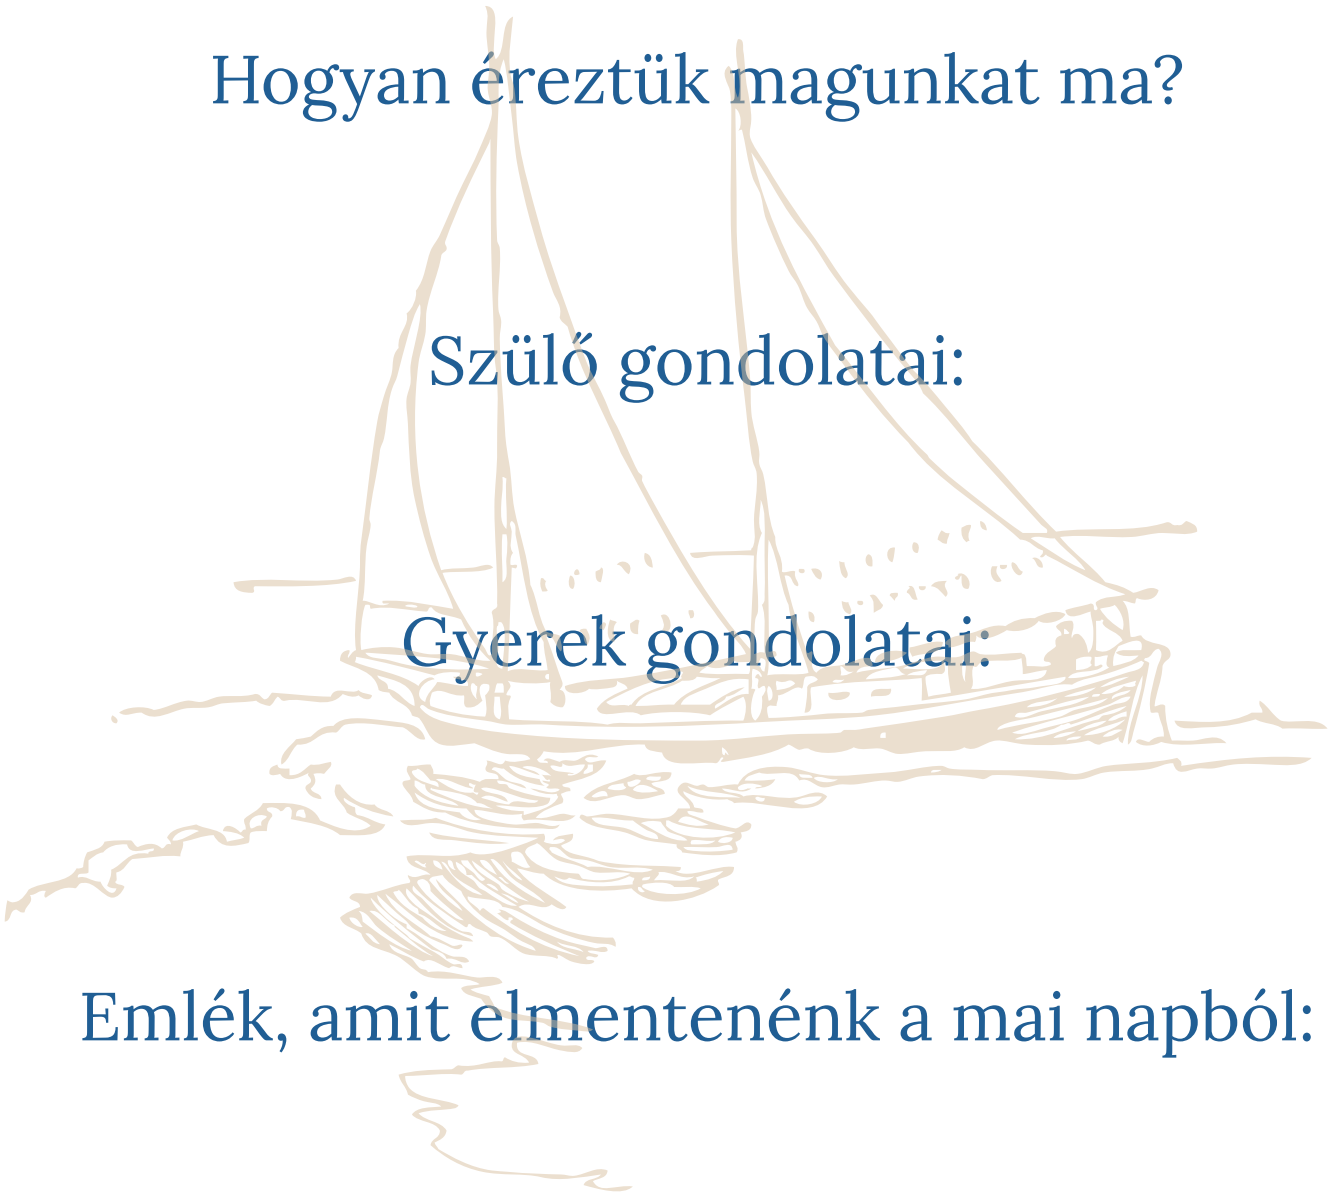 Hogyan éreztük magunkat ma?
Szülő gondolatai:
Gyerek gondolatai:
Emlék, amit elmentenénk a mai napból: